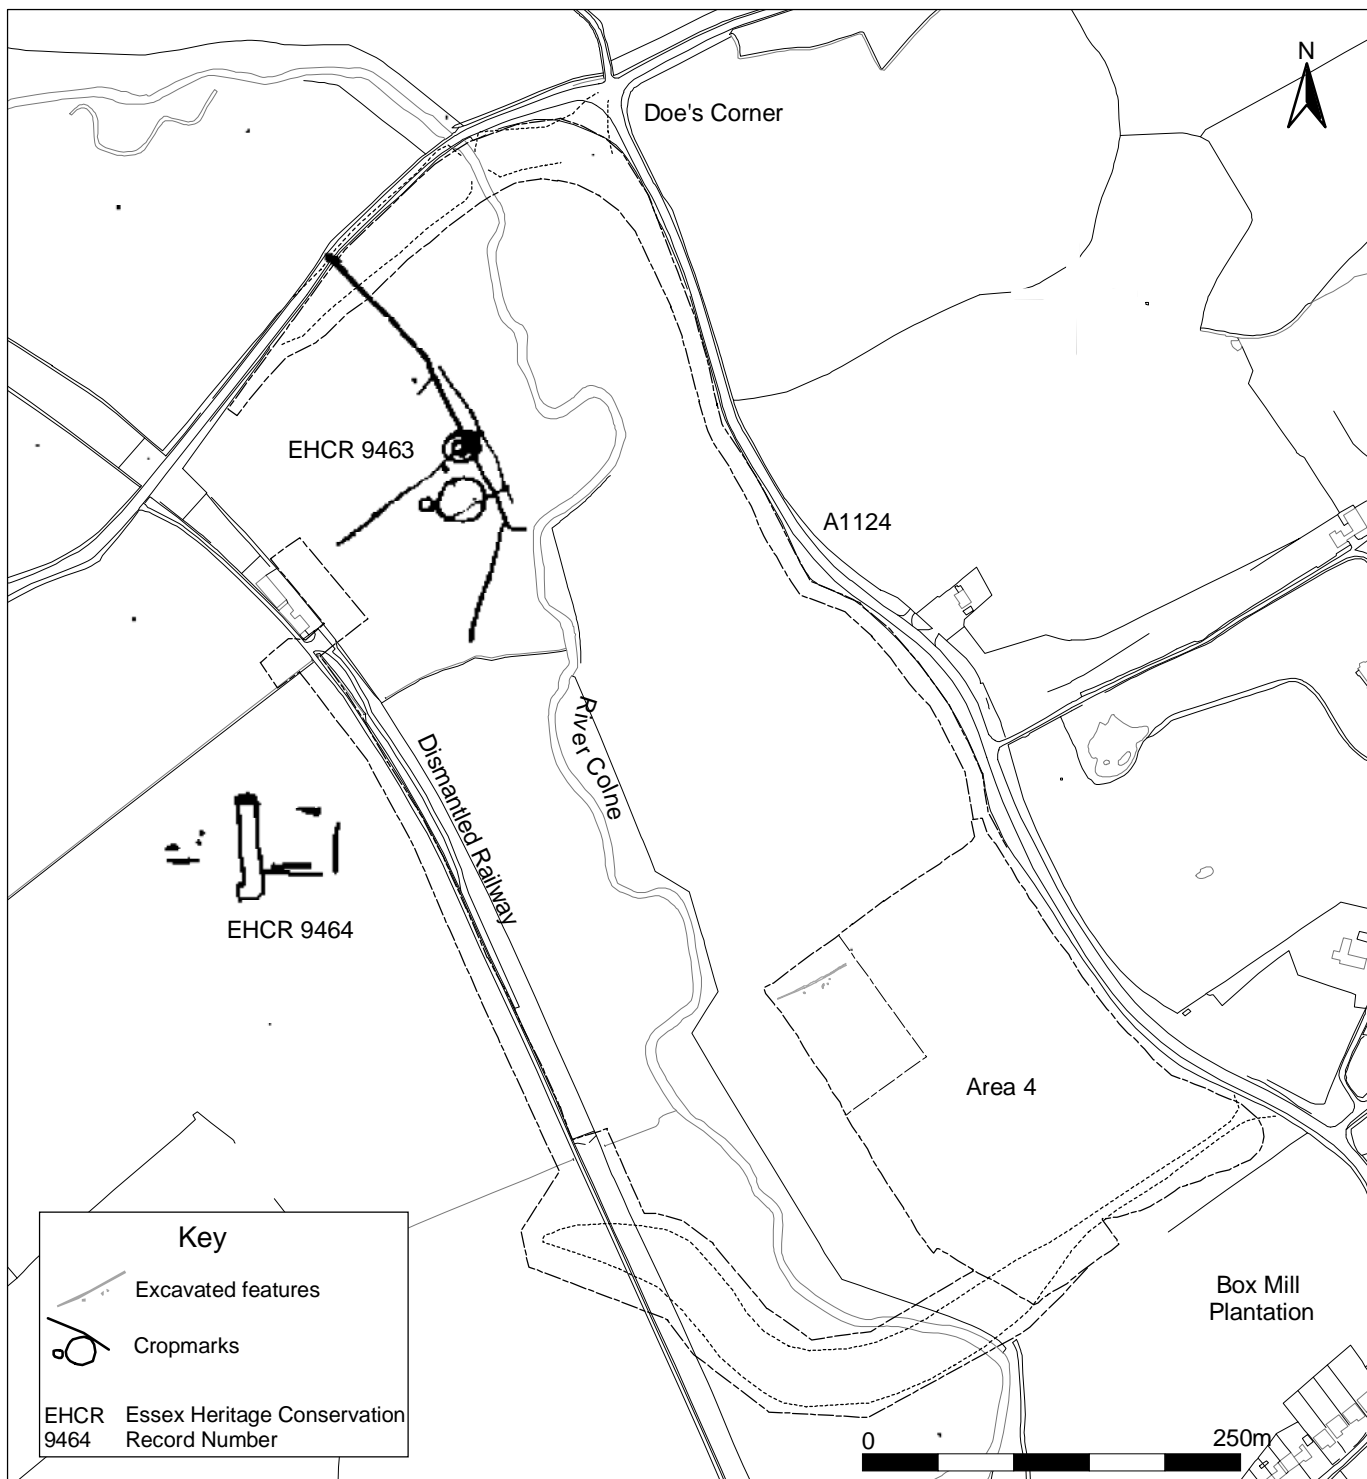 N
Doe's Corner
EHCR 9463
A1124
River Colne
Dismantled Railway
EHCR 9464
Area 4
Key
Excavated features
Cropmarks
EHCR Essex Heritage Conservation
9464 Record Number
Box Mill
Plantation
0 250m